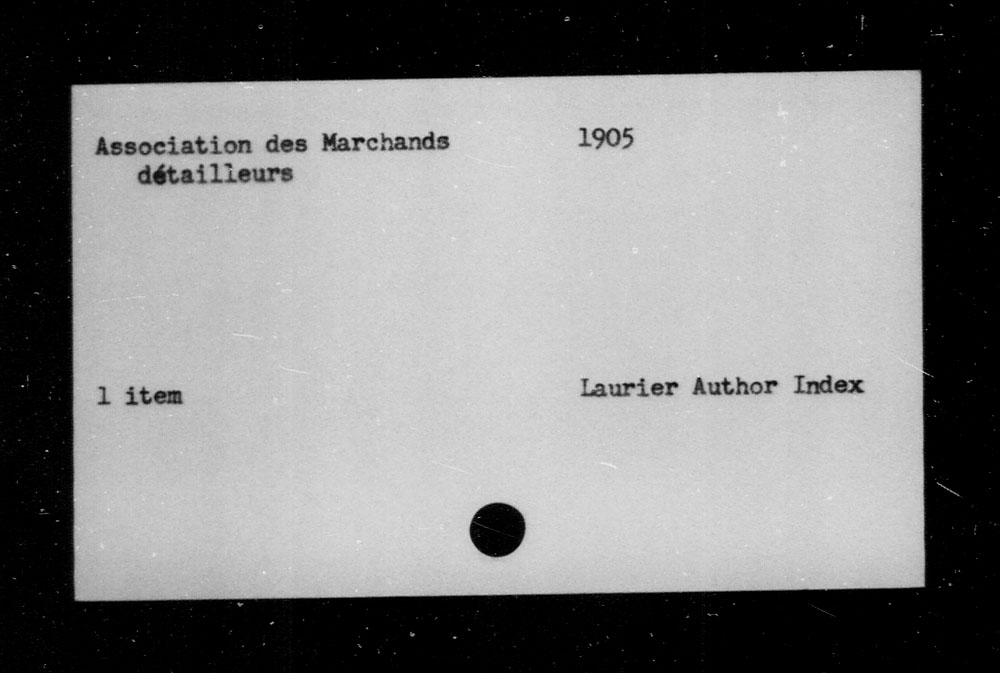 Association des Marchands 1905
détailleurs
1 item Laurier Author Index